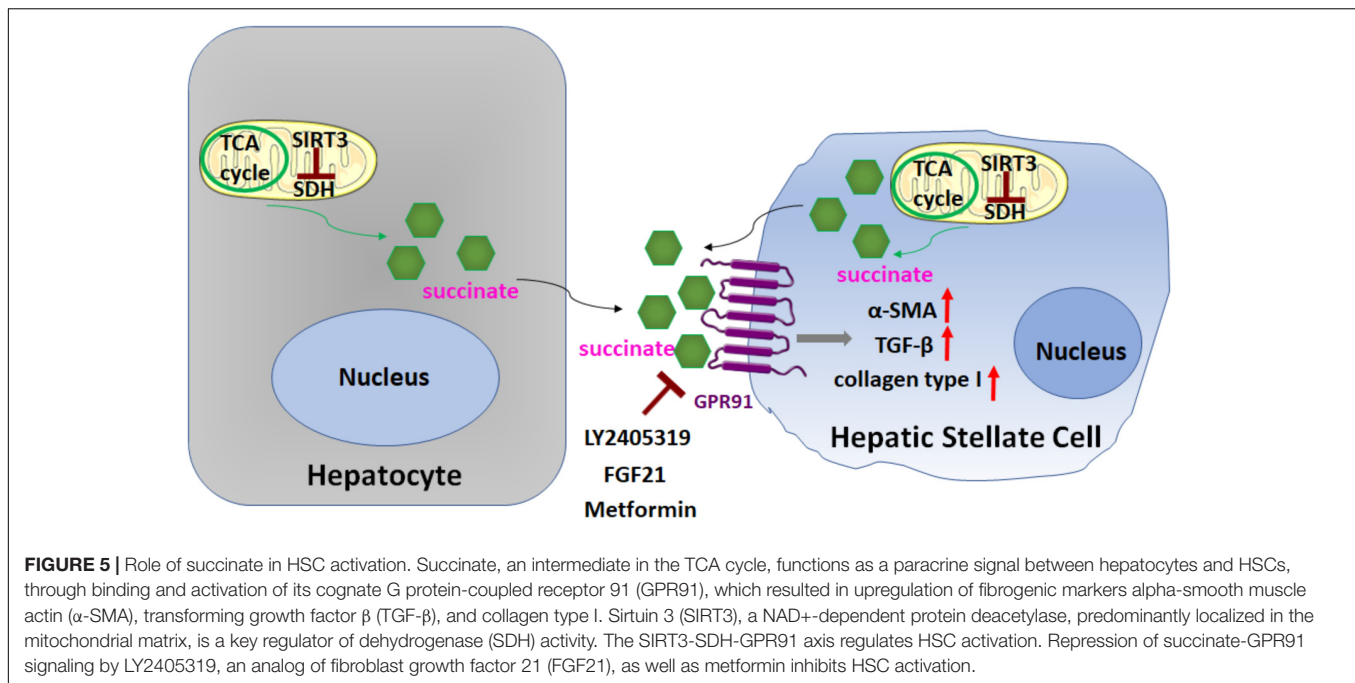 TCA
cycle
SIRT3
SDH
succinate
Nucleus
Hepatocyte
TCA
cycle
SIRT3
SDH
succinate
α-SMA
TGF-β
collagen type I
Nucleus
Hepatic Stellate Cell
succinate
GPR91
LY2405319
FGF21
Metformin
FIGURE 5 | Role of succinate in HSC activation. Succinate, an intermediate in the TCA cycle, functions as a paracrine signal between hepatocytes and HSCs,
through binding and activation of its cognate G protein-coupled receptor 91 (GPR91), which resulted in upregulation of fibrogenic markers alpha-smooth muscle
actin (α-SMA), transforming growth factor β (TGF-β), and collagen type I. Sirtuin 3 (SIRT3), a NAD+-dependent protein deacetylase, predominantly localized in the
mitochondrial matrix, is a key regulator of dehydrogenase (SDH) activity. The SIRT3-SDH-GPR91 axis regulates HSC activation. Repression of succinate-GPR91
signaling by LY2405319, an analog of fibroblast growth factor 21 (FGF21), as well as metformin inhibits HSC activation.